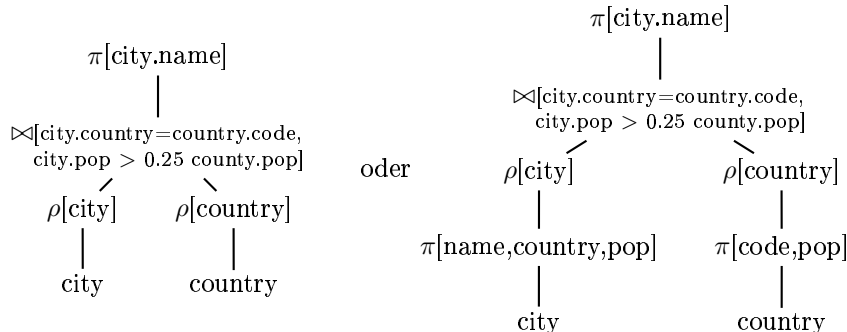 π[city.name]
⋈[city.country=country.code,
city.pop > 0.25 county.pop]
ρ[city] ρ[country]
city country
oder
π[city.name]
⋈[city.country=country.code,
city.pop > 0.25 county.pop]
ρ[city] ρ[country]
π[name,country,pop] π[code,pop]
city country